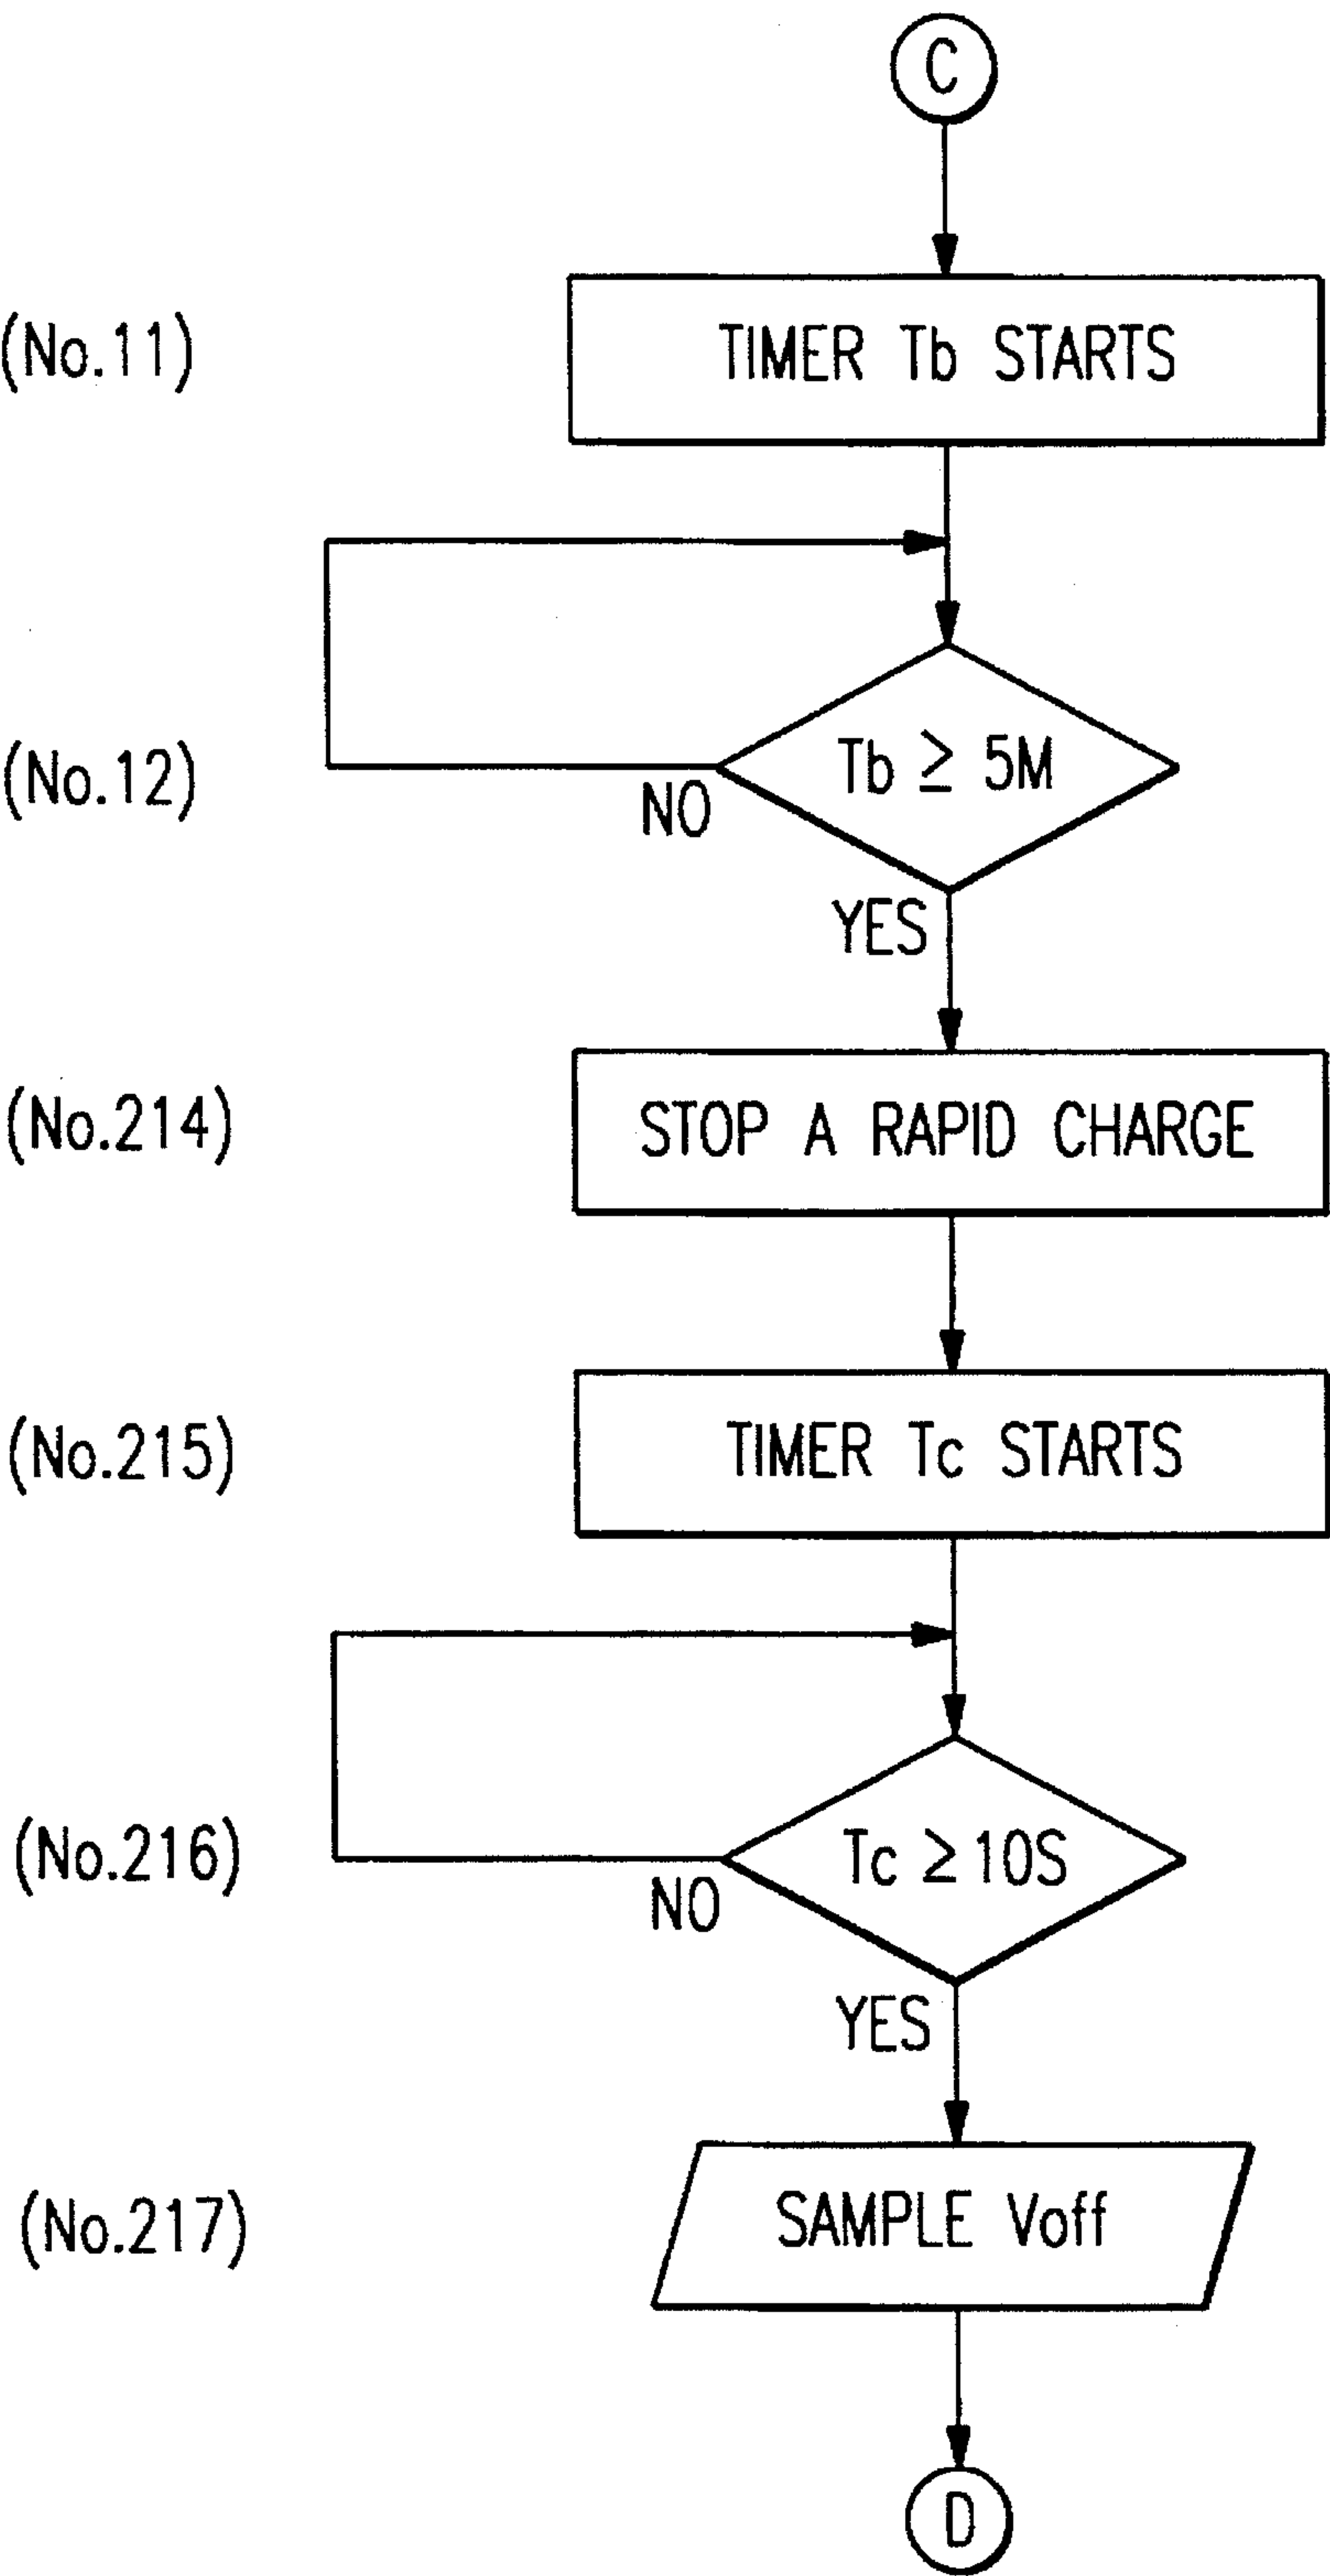 C
(No.11)
TIMER Tb STARTS
(No.12)
Tb ≥ 5M
NO
YES
(No.214)
STOP A RAPID CHARGE
(No.215)
TIMER Tc STARTS
(No.216)
Tc ≥ 10S
NO
YES
(No.217)
SAMPLE Voff
D